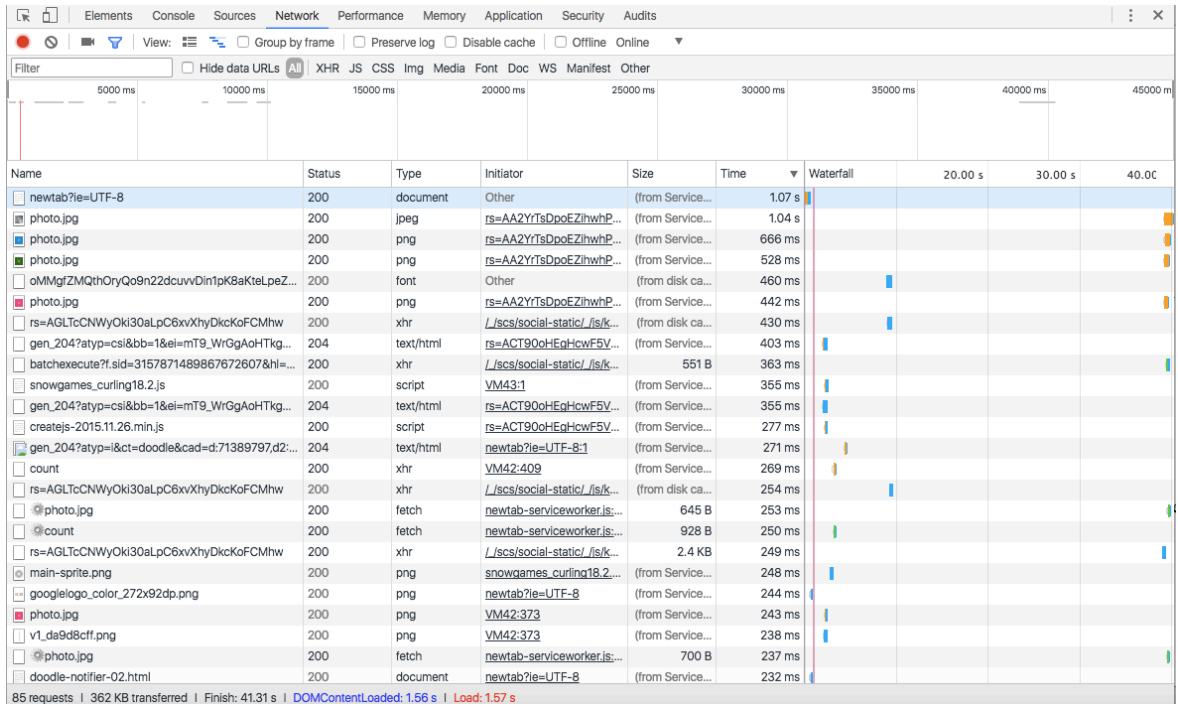 Elements Console Sources Network Performance Memory Application Security Audits
View: Group by frame Preserve log Disable cache Offline Online
Filter Hide data URLs All XHR JS CSS Img Media Font Doc WS Manifest Other
5000 ms 10000 ms 15000 ms 20000 ms 25000 ms 30000 ms 35000 ms 40000 ms 45000 m
Name Status Type Initiator Size Time Waterfall 20.00 s 30.00 s 40.00
newtab?ie=UTF-8 200 document Other (from Service... 1.07 s
photo.jpg 200 jpeg rs=AA2YrTsDpoEZihwhP... (from Service... 1.04 s
photo.jpg 200 png rs=AA2YrTsDpoEZihwhP... (from Service... 666 ms
photo.jpg 200 png rs=AA2YrTsDpoEZihwhP... (from Service... 528 ms
oMMgfZMQthOryQo9n22dcuvvDin1pK8aKteLpeZ... 200 font Other (from disk ca... 460 ms
photo.jpg 200 png rs=AA2YrTsDpoEZihwhP... (from Service... 442 ms
rs=AGLTcCNWyOki30aLpC6xvXhyDkcKoFCMhw 200 xhr /_/scs/social-static/_/js/k... (from disk ca... 430 ms
gen_204?atyp=csi&bb=1&ei=mT9_WrGgAoHTkg... 204 text/html rs=ACT90oHEgHcwF5V... (from Service... 403 ms
batchexecute?f.sid=3157871489867672607&hl=... 200 xhr /_/scs/social-static/_/js/k... 551 B 363 ms
snowgames_curling18.2.js 200 script VM43:1 (from Service... 355 ms
gen_204?atyp=csi&bb=1&ei=mT9_WrGgAoHTkg... 204 text/html rs=ACT90oHEgHcwF5V... (from Service... 355 ms
createjs-2015.11.26.min.js 200 script rs=ACT90oHEgHcwF5V... (from Service... 277 ms
gen_204?atyp=i&ct=doodle&cad=d:71389797,d2:... 204 text/html newtab?ie=UTF-8:1 (from Service... 271 ms
count 200 xhr VM42:409 (from Service... 269 ms
rs=AGLTcCNWyOki30aLpC6xvXhyDkcKoFCMhw 200 xhr /_/scs/social-static/_/js/k... (from disk ca... 254 ms
photo.jpg 200 fetch newtab-serviceworker.js:... 645 B 253 ms
count 200 fetch newtab-serviceworker.js:... 928 B 250 ms
rs=AGLTcCNWyOki30aLpC6xvXhyDkcKoFCMhw 200 xhr /_/scs/social-static/_/js/k... 2.4 KB 249 ms
main-sprite.png 200 png snowgames_curling18.2.... (from Service... 248 ms
googlelogo_color_272x92dp.png 200 png newtab?ie=UTF-8 (from Service... 244 ms
photo.jpg 200 png VM42:373 (from Service... 243 ms
v1_da9d8cff.png 200 png VM42:373 (from Service... 238 ms
photo.jpg 200 fetch newtab-serviceworker.js:... 700 B 237 ms
doodle-notifier-02.html 200 document newtab?ie=UTF-8 (from Service... 232 ms
85 requests | 362 KB transferred | Finish: 41.31 s | DOMContentLoaded: 1.56 s | Load: 1.57 s